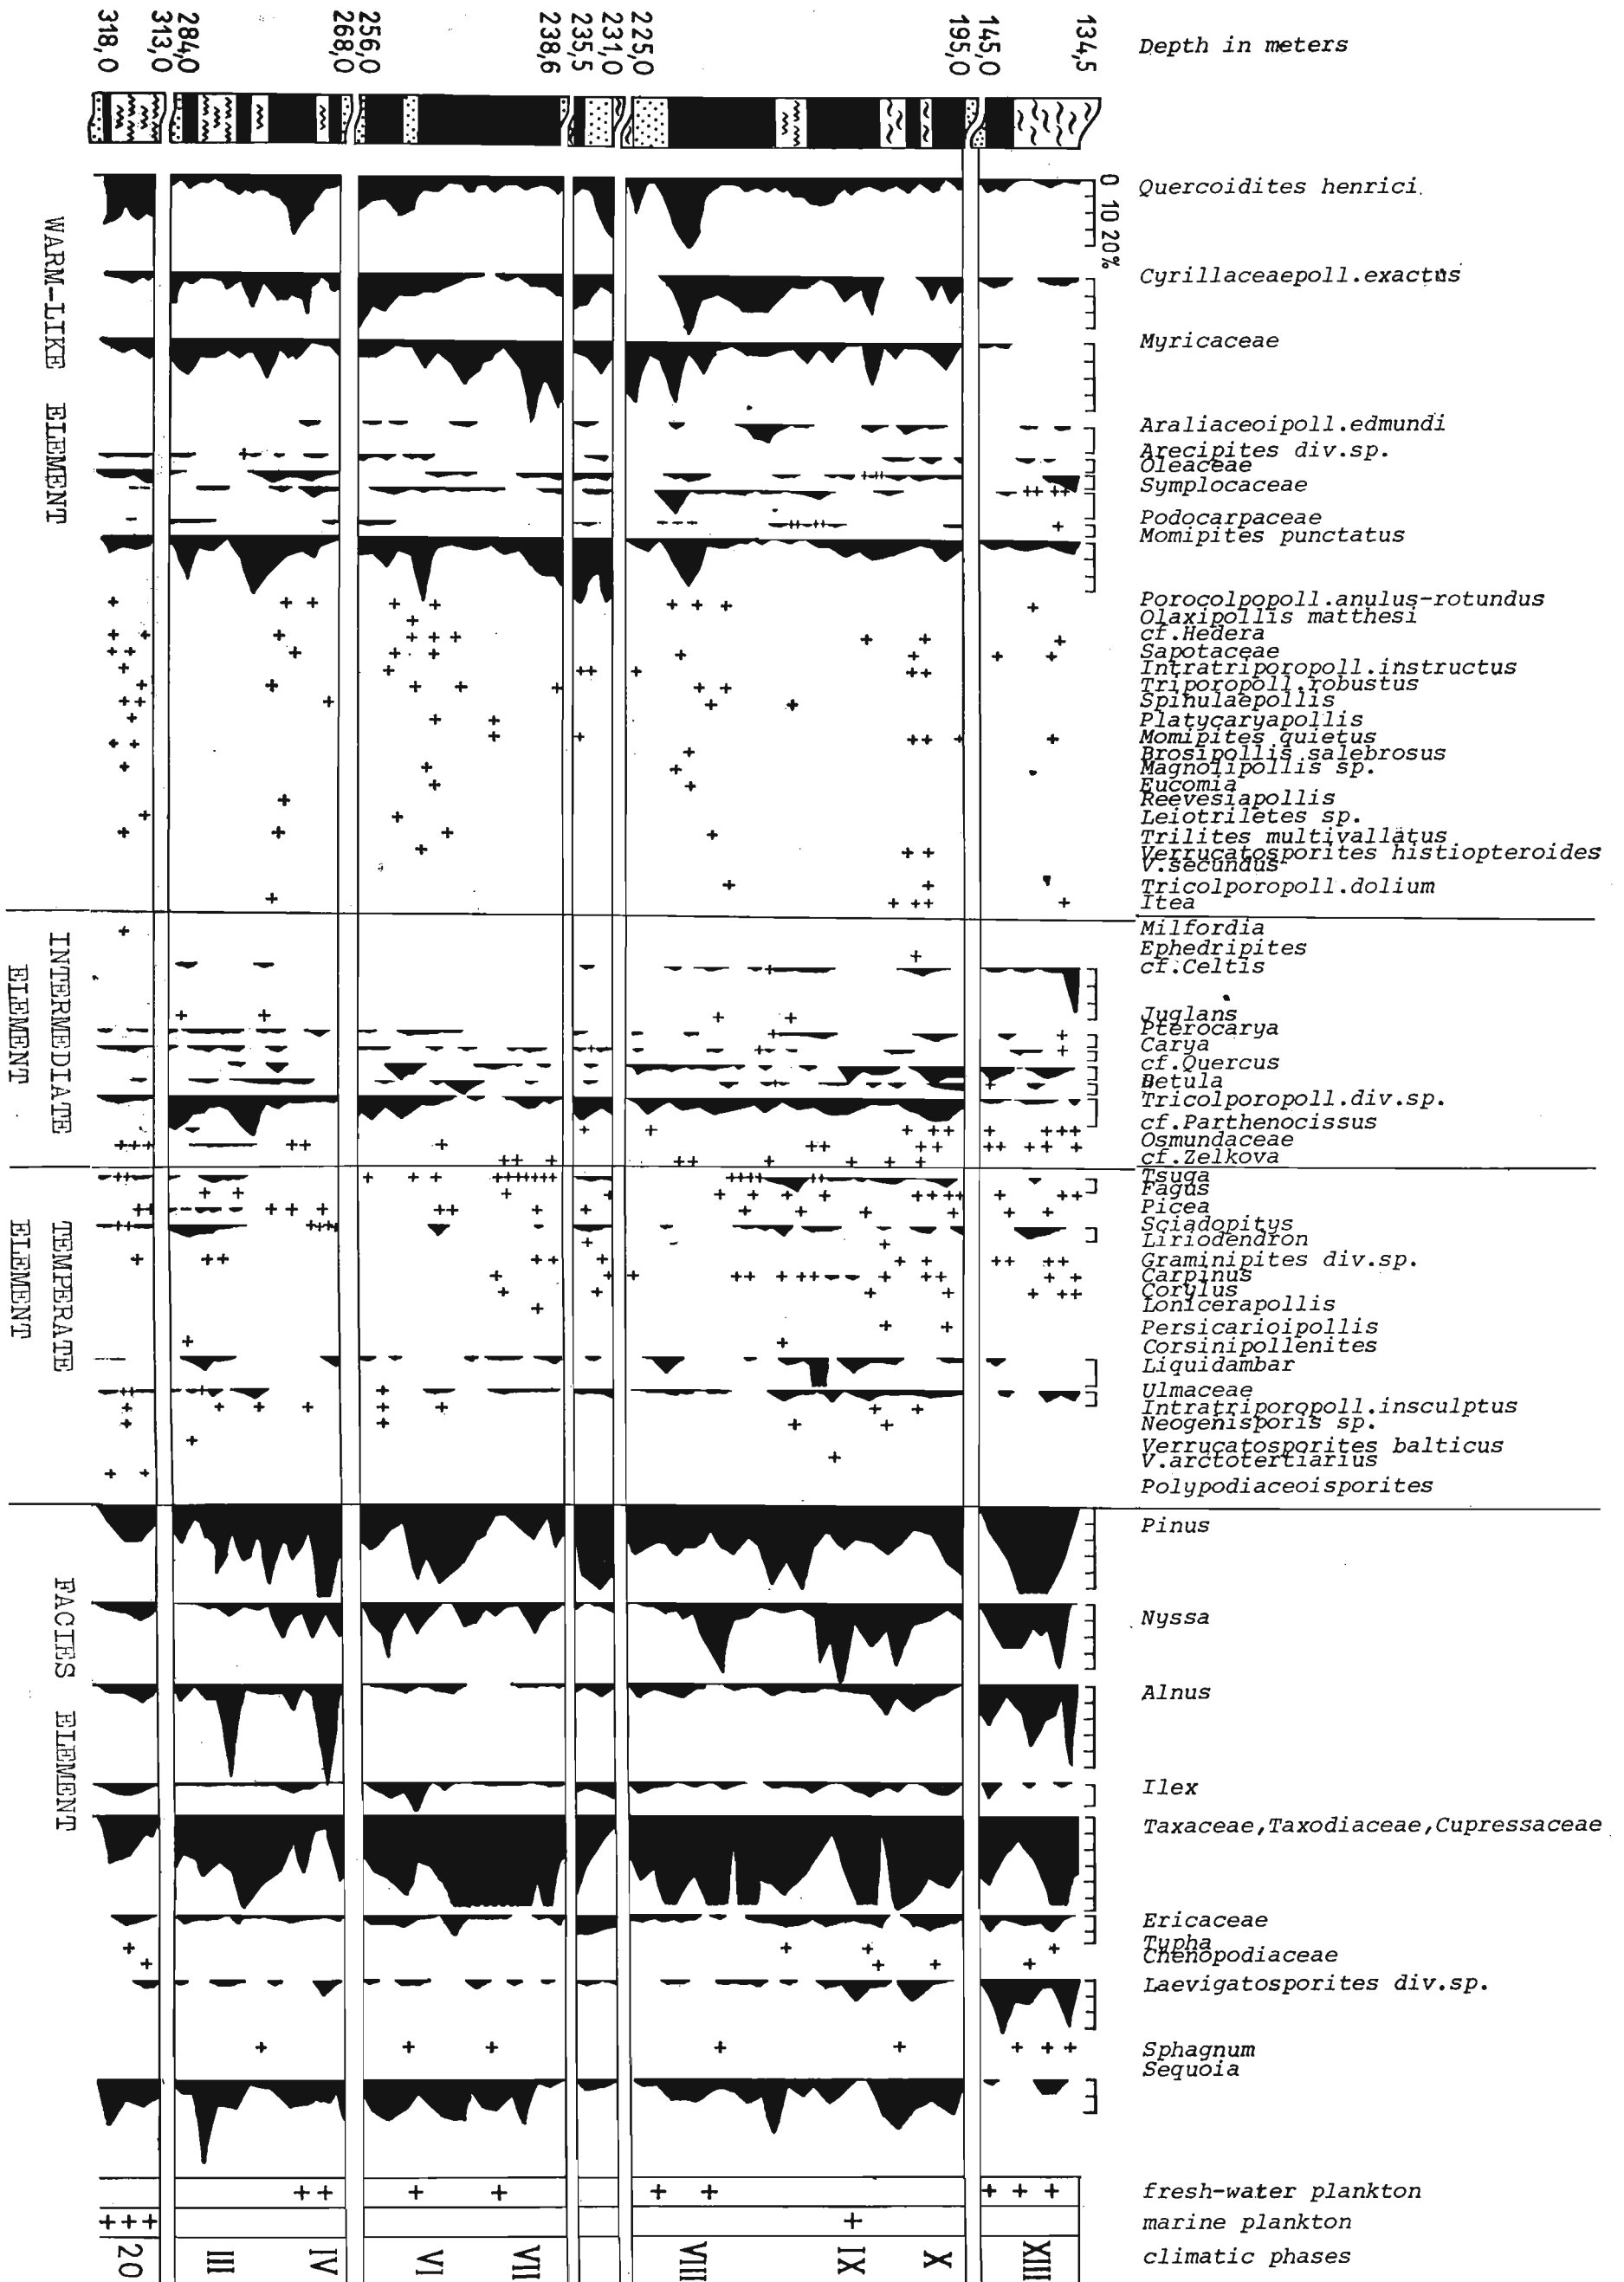 Depth in meters
318,0
313,0
284,0
268,0
256,0
238,6
235,5
231,0
225,0
195,0
145,0
134,5
0 10 20%
WARM-LIKE ELEMENT
Quercoidites henrici
Cyrillaceaepoll.exactus
Myricaceae
Araliaceoipoll.edmundi
Arecipites div.sp.
Oleaceae
Symplocaceae
Podocarpaceae
Momipites punctatus
Porocolpopoll.anulus-rotundus
Olaxipollis matthesi
cf.Hedera
Sapotaceae
Intratriporopoll.instructus
Triporopoll.robustus
Spinulaepollis
Platycaryapollis
Momipites quietus
Brosipollis salebrosus
Magnolipollis sp.
Eucomia
Reevesiapollis
Leiotriletes sp.
Trilites multivallatus
Verrucatosporites histiopteroides
V.secundus
Tricolporopoll.dolium
Itea
INTERMEDIATE
ELEMENT
Milfordia
Ephedripites
cf.Celtis
Juglans
Pterocarya
Carya
cf.Quercus
Betula
Tricolporopoll.div.sp.
cf.Parthenocissus
Osmundaceae
cf.Zelkova
TEMPERATE
ELEMENT
Tsuga
Fagus
Picea
Sciadopitys
Liriodendron
Graminipites div.sp.
Carpinus
Corylus
Lonicerapollis
Persicarioipollis
Corsinipollenites
Liquidambar
Ulmaceae
Intratriporopoll.insculptus
Neogenisporis sp.
Verrucatosporites balticus
V.arctotertiarius
Polypodiaceoisporites
FACIES ELEMENT
Pinus
Nyssa
Alnus
Ilex
Taxaceae,Taxodiaceae,Cupressaceae
Ericaceae
Typha
Chenopodiaceae
Laevigatosporites div.sp.
Sphagnum
Sequoia
fresh-water plankton
marine plankton
climatic phases
20
III
IV
VI
VII
VIII
IX
X
XIII